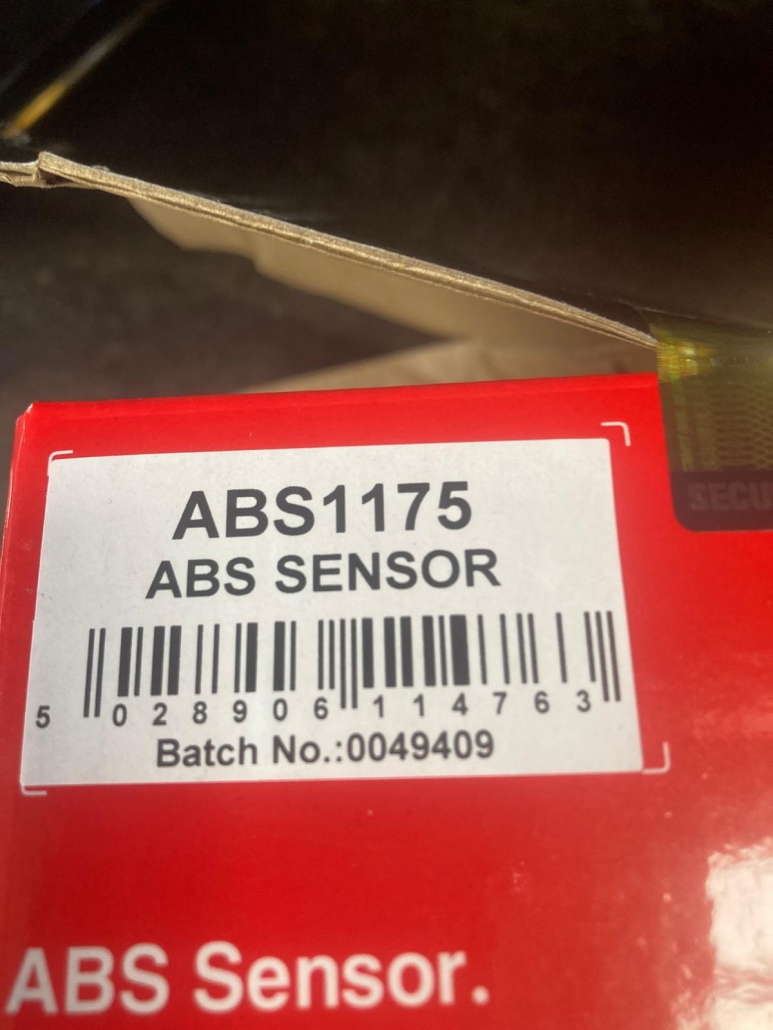 SECU
ABS1175
ABS SENSOR
5 028906 114763
Batch No.:0049409
ABS Sensor.